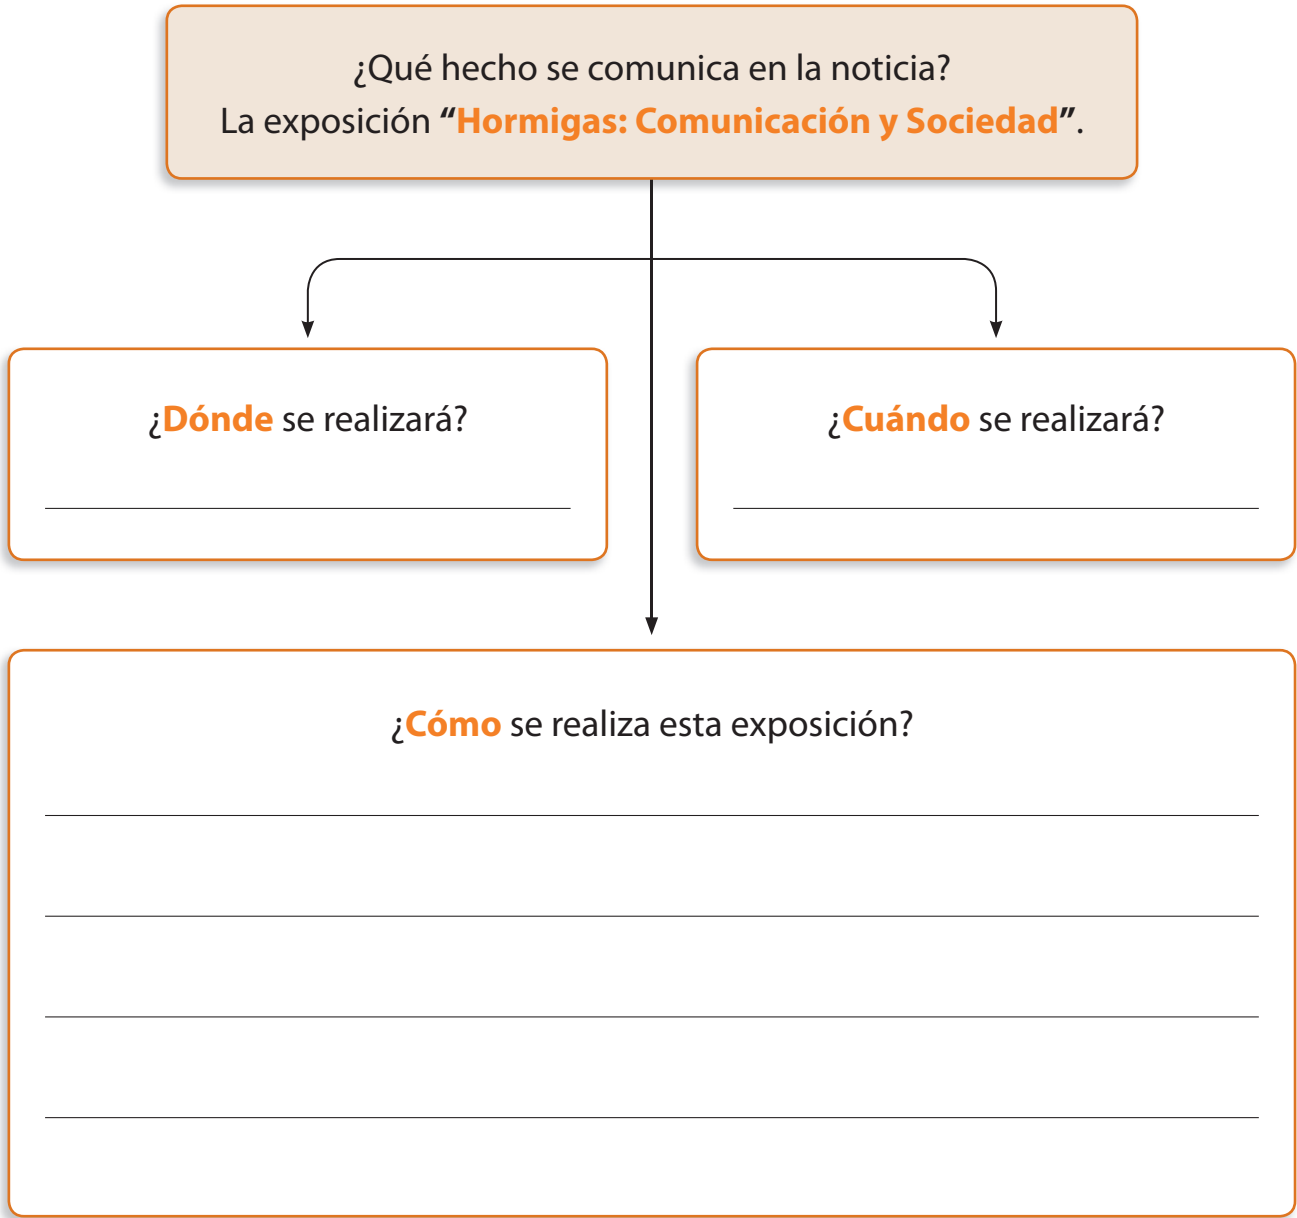 ¿Qué hecho se comunica en la noticia?
La exposición “Hormigas: Comunicación y Sociedad”.
¿Dónde se realizará?
¿Cuándo se realizará?
¿Cómo se realiza esta exposición?